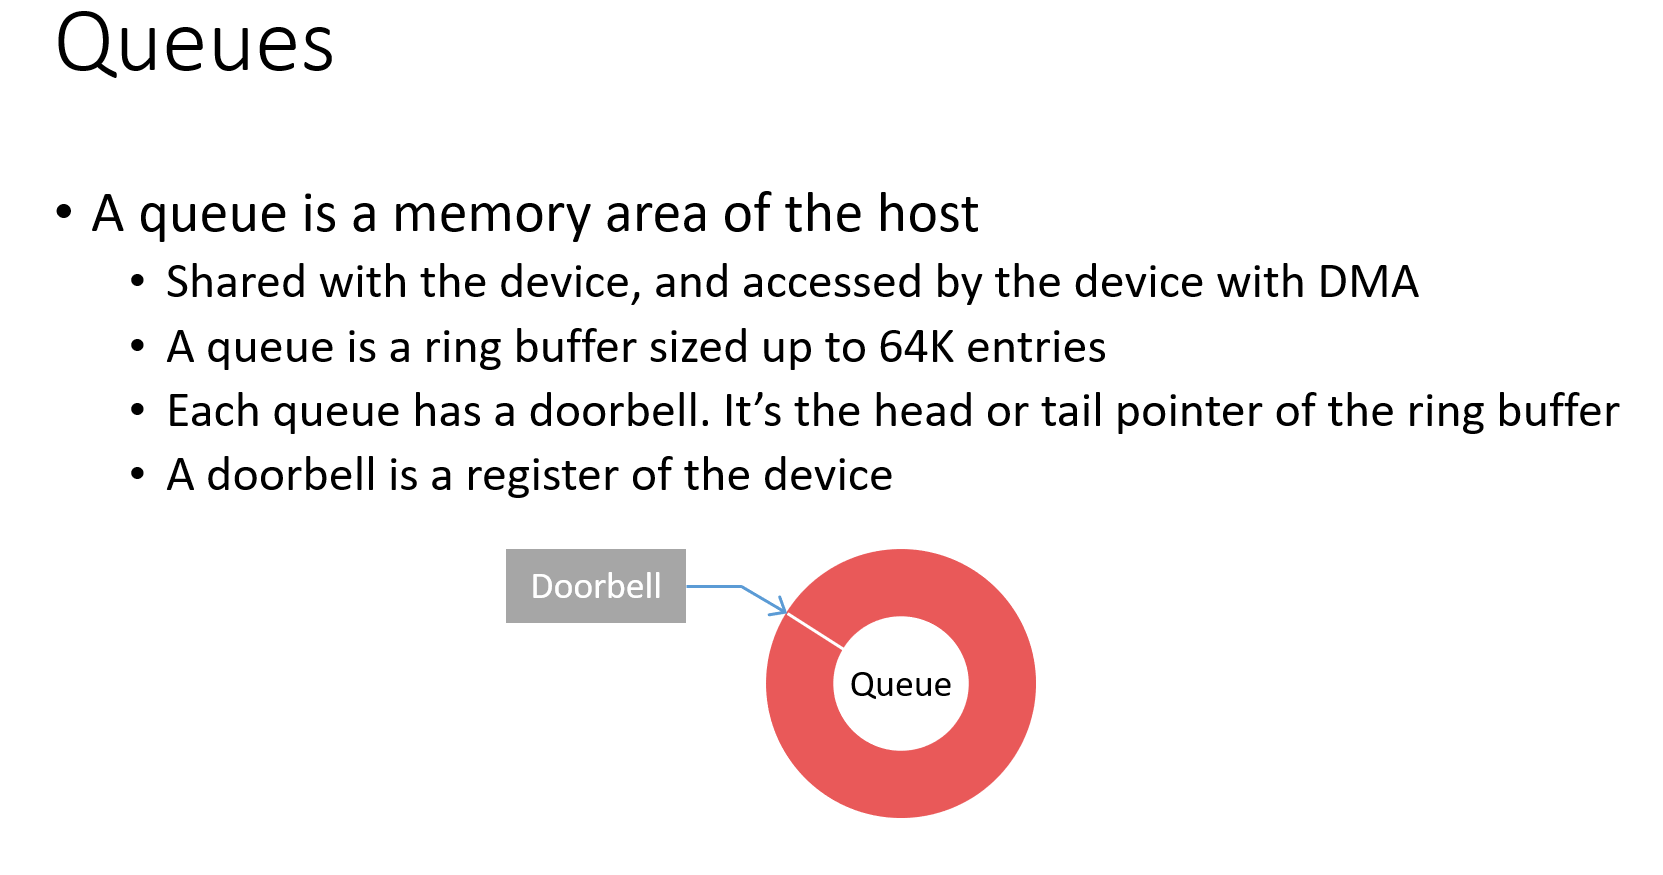 Queues
• A queue is a memory area of the host
• Shared with the device, and accessed by the device with DMA
• A queue is a ring buffer sized up to 64K entries
• Each queue has a doorbell. It’s the head or tail pointer of the ring buffer
• A doorbell is a register of the device
Doorbell
Queue